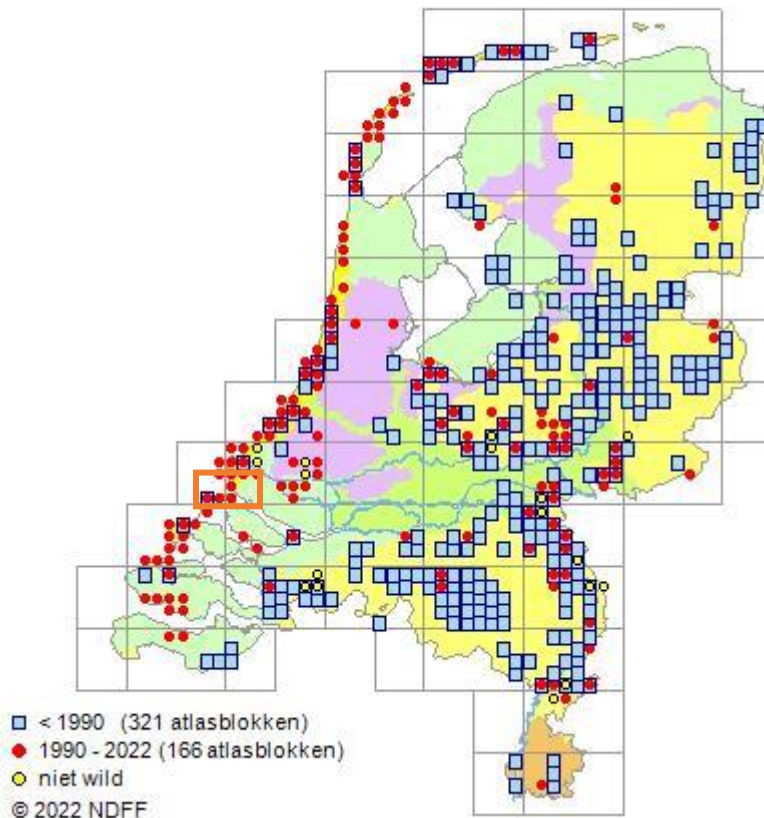 < 1990 (321 atlasblokken)
1990 - 2022 (166 atlasblokken)
niet wild
© 2022 NDFF